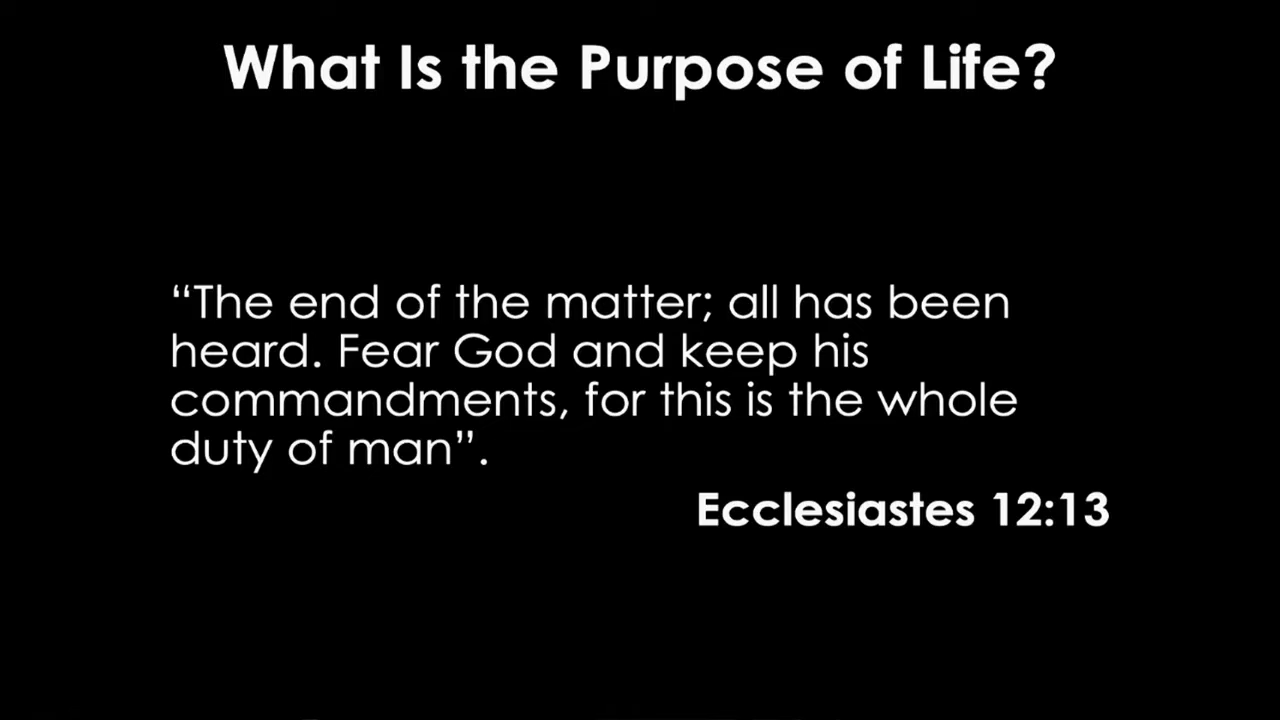 What Is the Purpose of Life?
“The end of the matter; all has been
heard. Fear God and keep his
commandments, for this is the whole
duty of man”.
Ecclesiastes 12:13